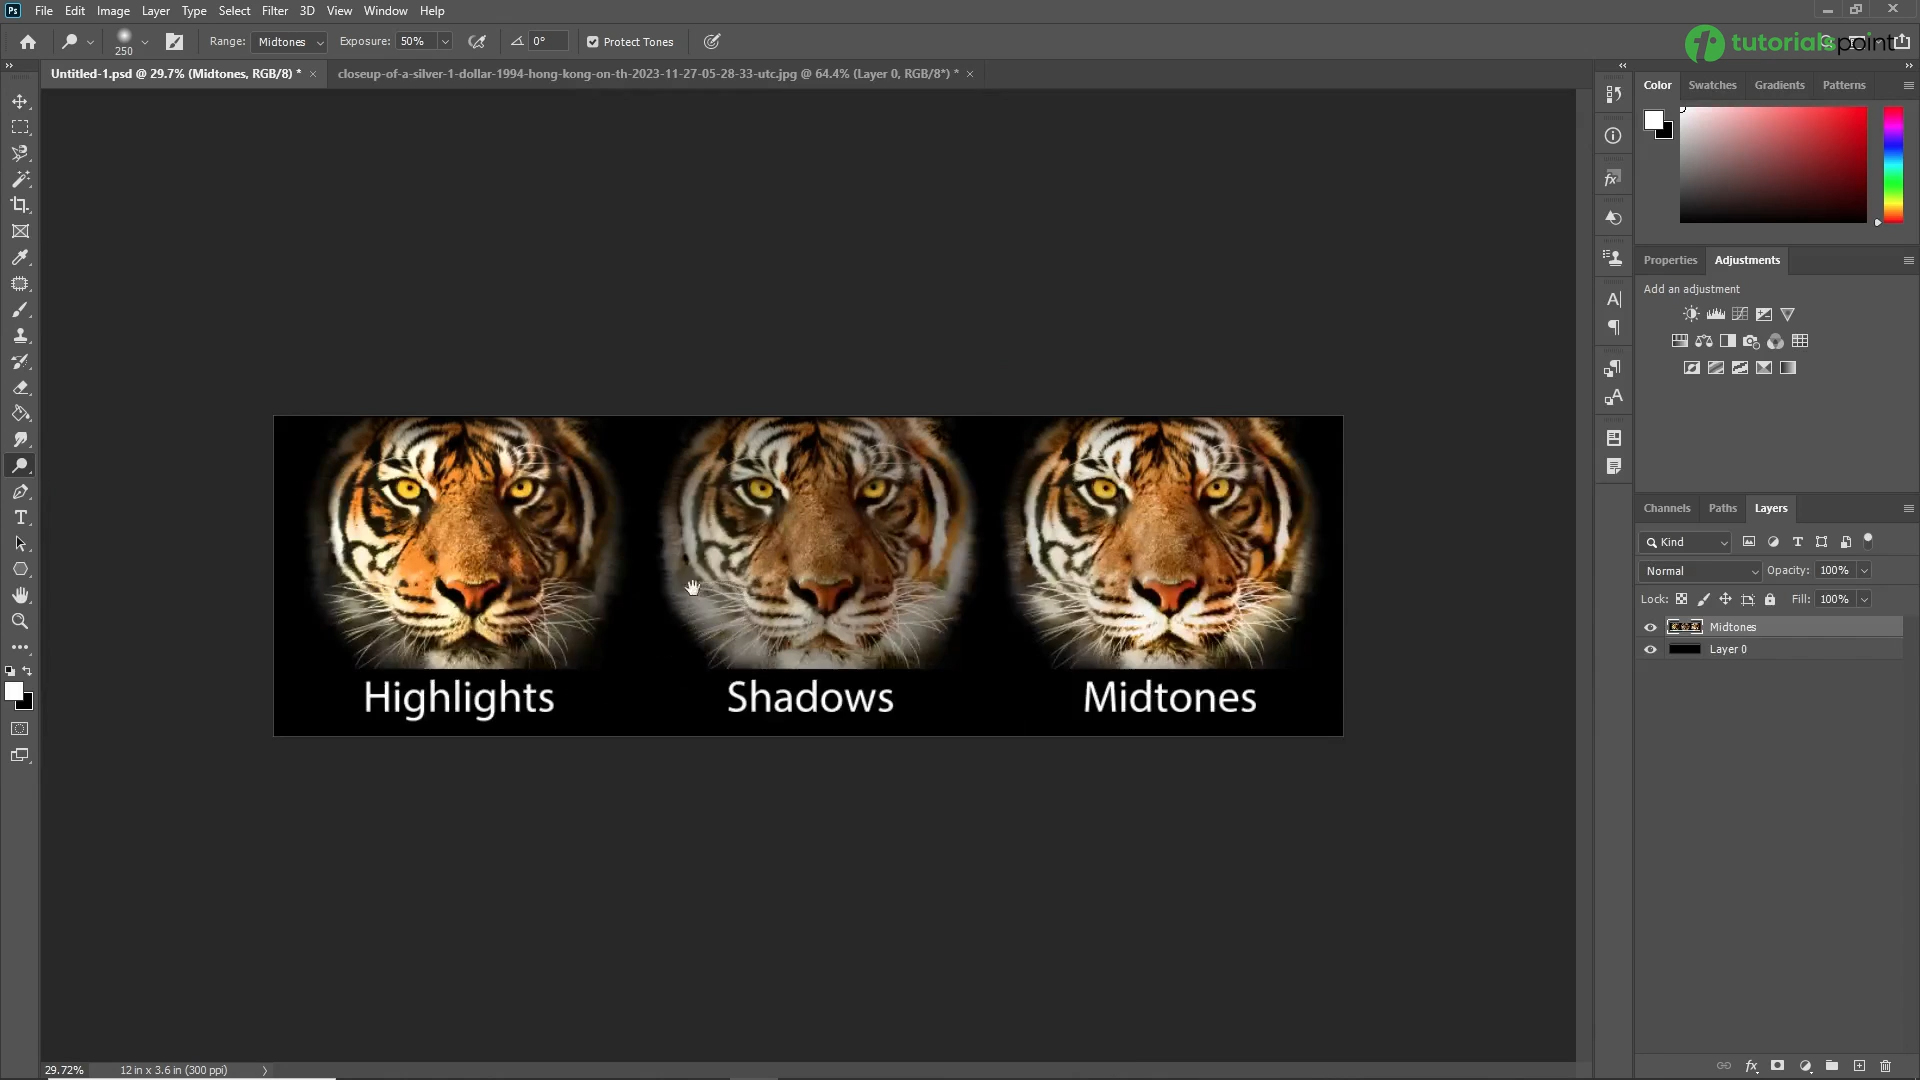 Ps File Edit Image Layer Type Select Filter 3D View Window Help
250 Range: Midtones Exposure: 50% 0° Protect Tones
tutorialspoint
Untitled-1.psd @ 29.7% (Midtones, RGB/8) * × closeup-of-a-silver-1-dollar-1994-hong-kong-on-th-2023-11-27-05-28-33-utc.jpg @ 64.4% (Layer 0, RGB/8*) * ×
Color Swatches Gradients Patterns
Properties Adjustments
Add an adjustment
Highlights Shadows Midtones
Channels Paths Layers
Kind
Normal Opacity: 100%
Lock: Fill: 100%
Midtones
Layer 0
29.72% 12 in x 3.6 in (300 ppi)